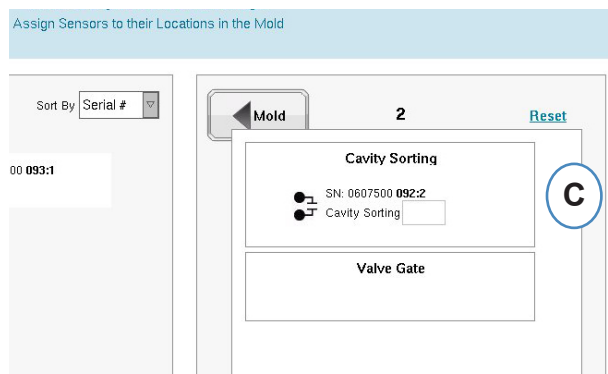 Assign Sensors to their Locations in the Mold
Sort By Serial #
00 093:1
Mold
2
Reset
Cavity Sorting
SN: 0607500 092:2
Cavity Sorting
C
Valve Gate